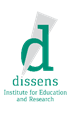 d
dissens
Institute for Education
and Research